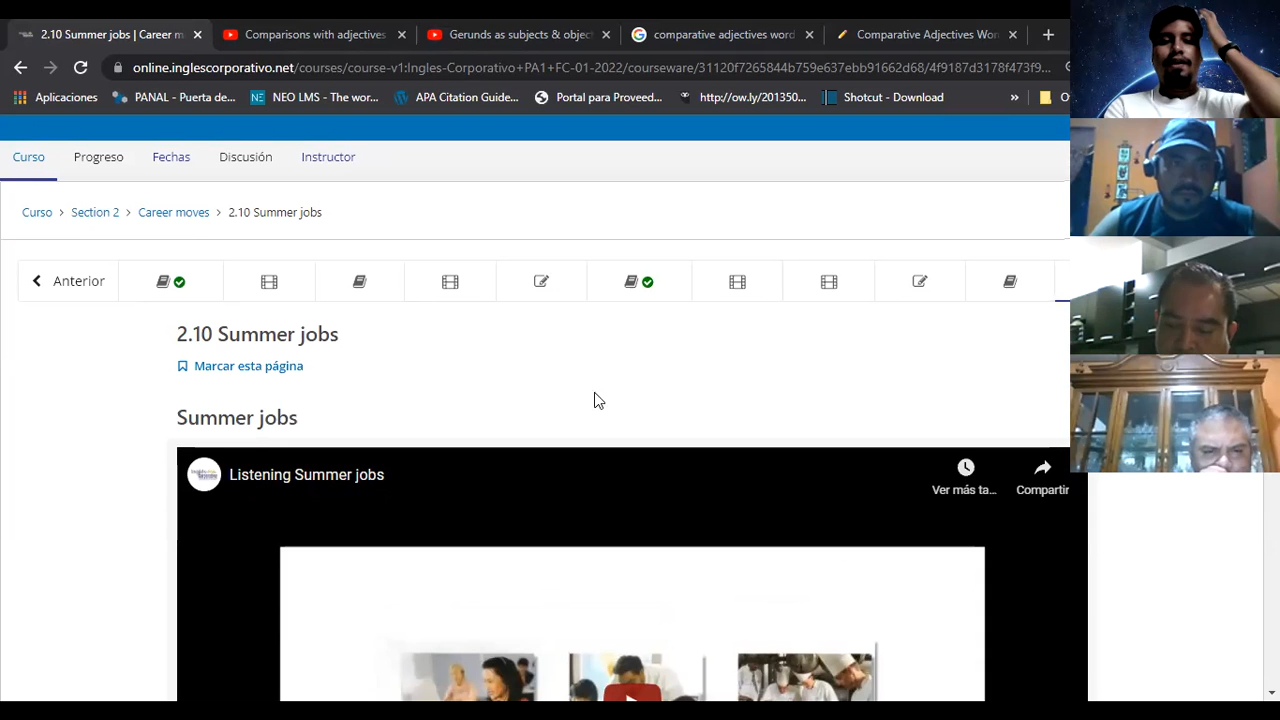 2.10 Summer jobs | Career m
Comparisons with adjectives
Gerunds as subjects & object
comparative adjectives word
Comparative Adjectives Wor
online.inglescorporativo.net/courses/course-v1:Ingles-Corporativo+PA1+FC-01-2022/courseware/31120f7265844b759e637ebb91662d68/4f9187d3178f473f9...
Aplicaciones
PANAL - Puerta de...
NEO LMS - The wor...
APA Citation Guide...
Portal para Proveed...
http://ow.ly/201350...
Shotcut - Download
»
Curso
Progreso
Fechas
Discusión
Instructor
Curso > Section 2 > Career moves > 2.10 Summer jobs
Anterior
2.10 Summer jobs
Marcar esta página
Summer jobs
Listening Summer jobs
Ver más ta...
Compartir